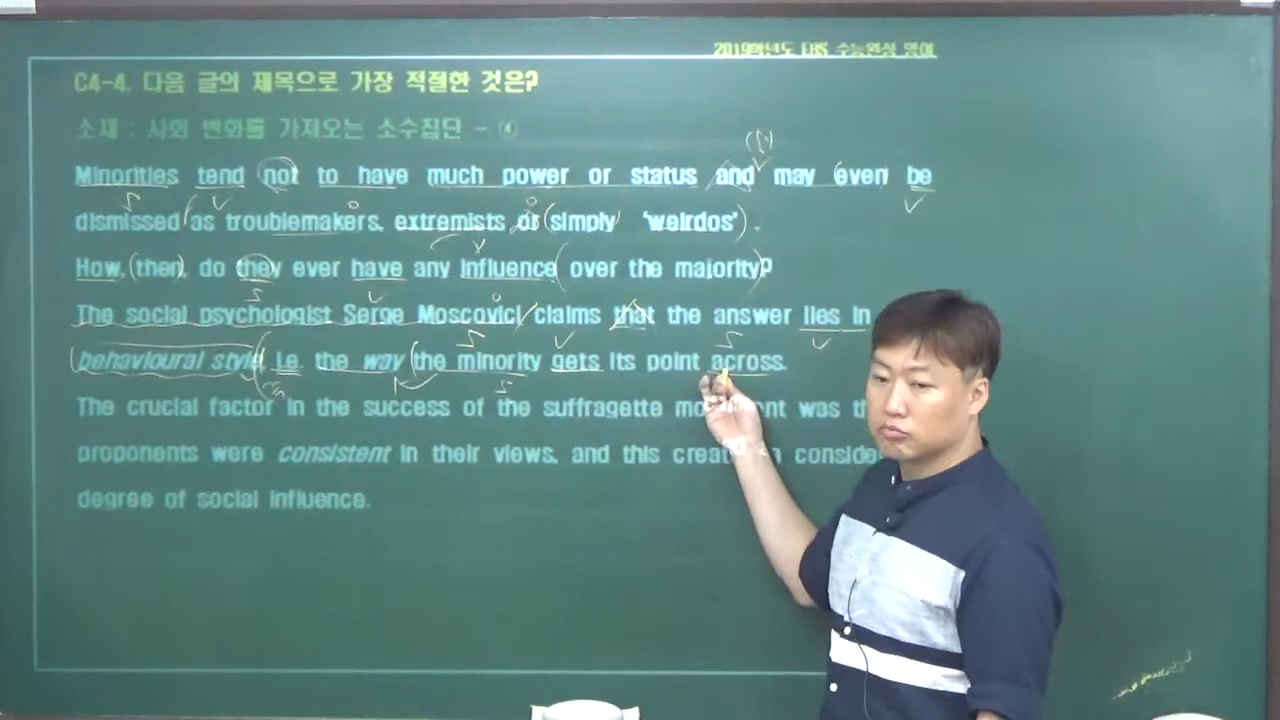 2019학년도 EBS 수능완성 영어
C4-4. 다음 글의 제목으로 가장 적절한 것은?
소재 : 사회 변화를 가져오는 소수집단 - ④
Minorities tend not to have much power or status and may even be
dismissed as troublemakers, extremists or simply 'weirdos'.
How, then, do they ever have any influence over the majority?
The social psychologist Serge Moscovici claims that the answer lies in
behavioural style, i.e. the way the minority gets its point across.
The crucial factor in the success of the suffragette was
proponents were consistent in their views, and this
degree of social influence.